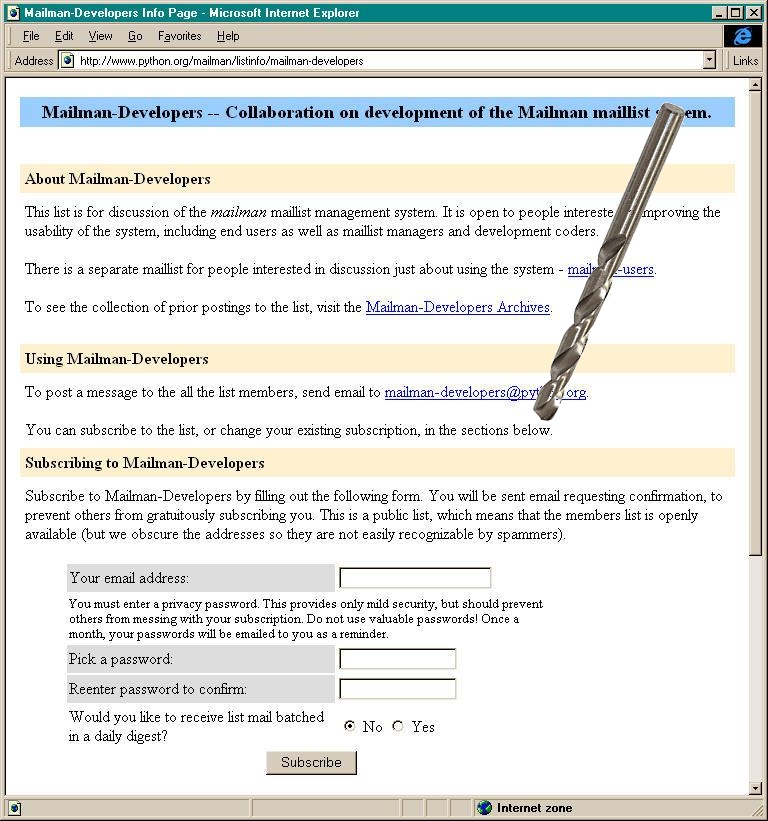 Mailman-Developers Info Page - Microsoft Internet Explorer
File Edit View Go Favorites Help
Address http://www.python.org/mailman/listinfo/mailman-developers Links
Mailman-Developers -- Collaboration on development of the Mailman maillist
About Mailman-Developers
This list is for discussion of the mailman maillist management system. It is open to people improving the
usability of the system, including end users as well as maillist managers and development coders.
There is a separate maillist for people interested in discussion just about using the system -
To see the collection of prior postings to the list, visit the Mailman-Developers Archives.
Using Mailman-Developers
To post a message to the all the list members, send email to
You can subscribe to the list, or change your existing subscription, in the sections below.
Subscribing to Mailman-Developers
Subscribe to Mailman-Developers by filling out the following form. You will be sent email requesting confirmation, to
prevent others from gratuitously subscribing you. This is a public list, which means that the members list is openly
available (but we obscure the addresses so they are not easily recognizable by spammers).
Your email address:
You must enter a privacy password. This provides only mild security, but should prevent
others from messing with your subscription. Do not use valuable passwords! Once a
month, your passwords will be emailed to you as a reminder.
Pick a password:
Reenter password to confirm:
Would you like to receive list mail batched
in a daily digest?
No Yes
Subscribe
Internet zone